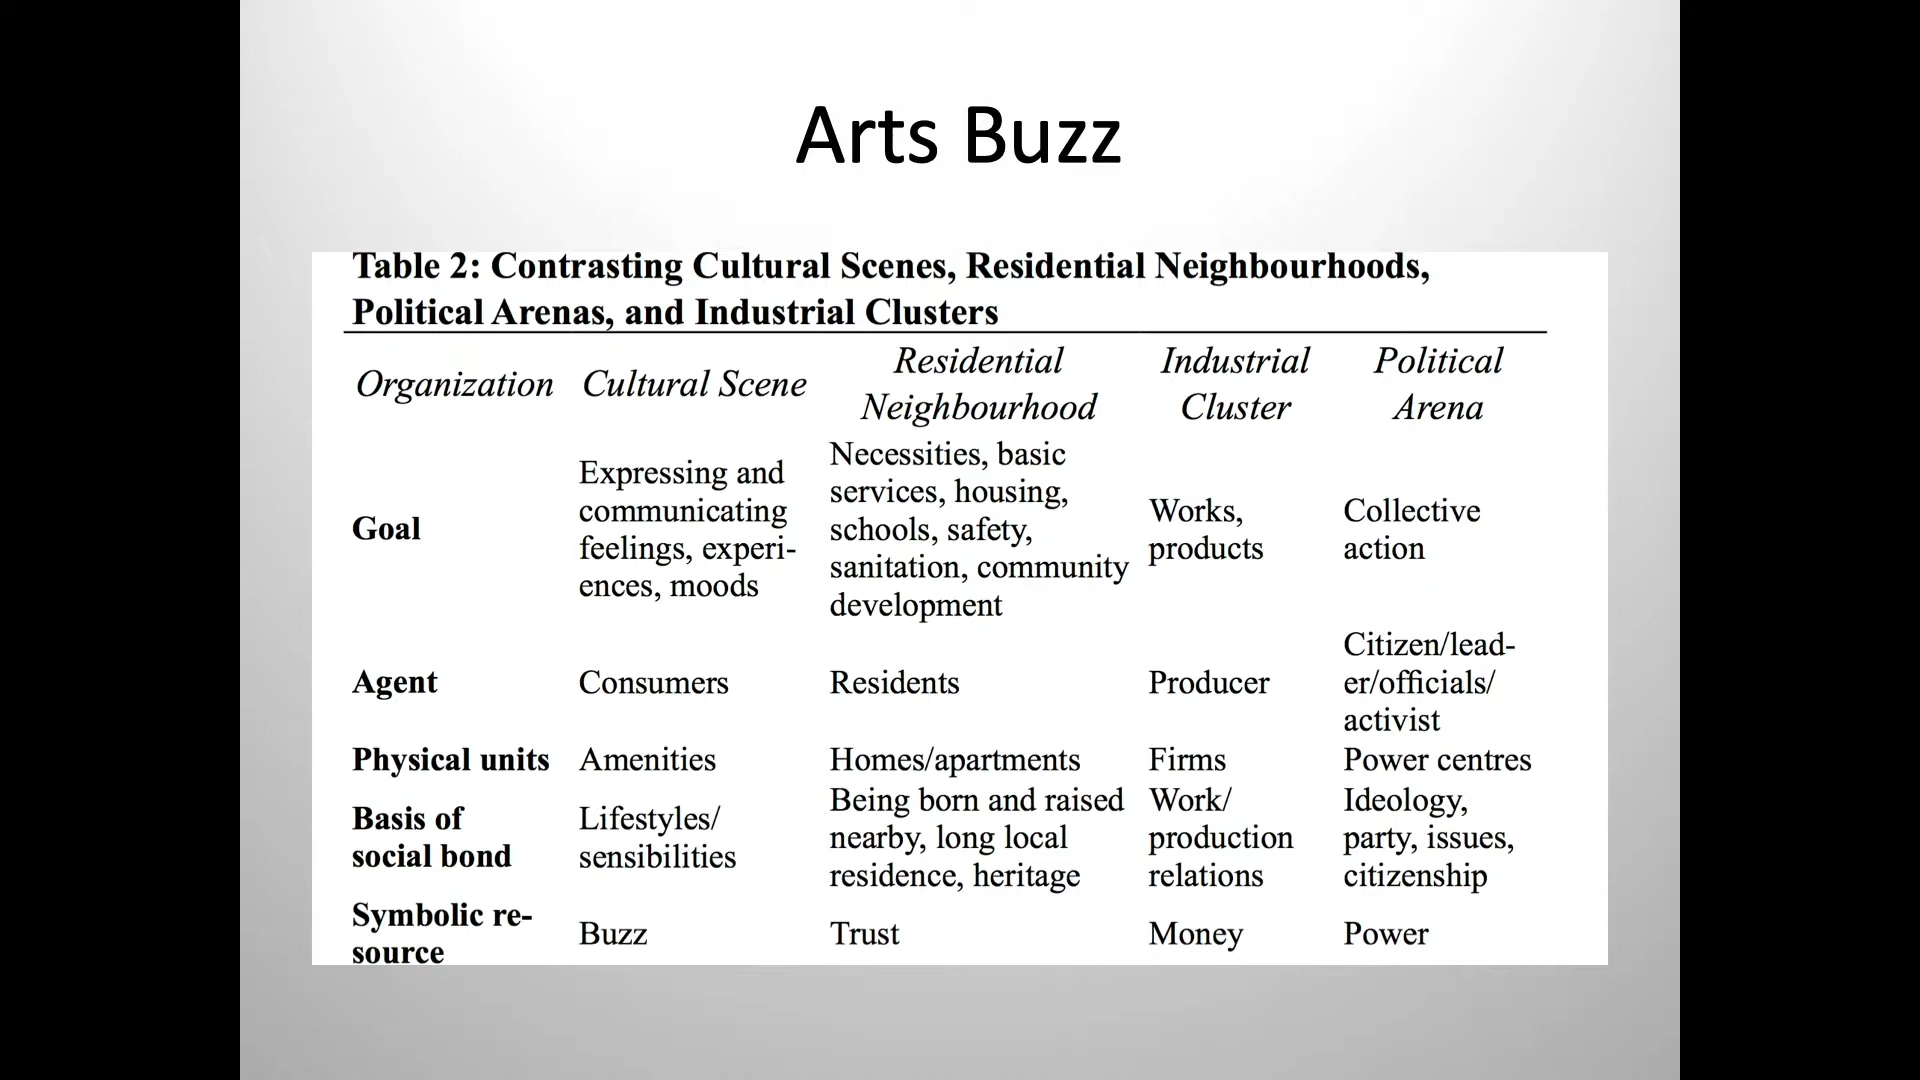 Arts Buzz
Table 2: Contrasting Cultural Scenes, Residential Neighbourhoods,
Political Arenas, and Industrial Clusters
Organization Cultural Scene Residential Neighbourhood Industrial Cluster Political Arena
Goal
Expressing and
communicating
feelings, experi-
ences, moods
Necessities, basic
services, housing,
schools, safety,
sanitation, community
development
Works,
products
Collective
action
Agent
Consumers
Residents
Producer
Citizen/lead-
er/officials/
activist
Physical units
Amenities
Homes/apartments
Firms
Power centres
Basis of
social bond
Lifestyles/
sensibilities
Being born and raised
nearby, long local
residence, heritage
Work/
production
relations
Ideology,
party, issues,
citizenship
Symbolic re-
source
Buzz
Trust
Money
Power